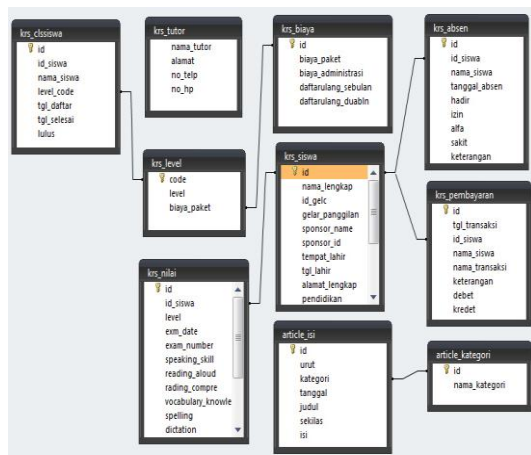 krs_clssiswa
id
id_siswa
nama_siswa
level_code
tgl_daftar
tgl_selesai
lulus
krs_tutor
nama_tutor
alamat
no_telp
no_hp
krs_biaya
id
biaya_paket
biaya_administrasi
daftarulang_sebulan
daftarulang_duabln
krs_absen
id
id_siswa
nama_siswa
tanggal_absen
hadir
izin
alfa
sakit
keterangan
krs_level
code
level
biaya_paket
krs_siswa
id
nama_lengkap
id_gelc
gelar_panggilan
sponsor_name
sponsor_id
tempat_lahir
tgl_lahir
alamat_lengkap
pendidikan
krs_pembayaran
id
tgl_transaksi
id_siswa
nama_siswa
nama_transaksi
keterangan
debet
kredet
krs_nilai
id
id_siswa
level
exm_date
exam_number
speaking_skill
reading_aloud
rading_compre
vocabulary_knowle
spelling
dictation
article_isi
id
urut
kategori
tanggal
judul
sekilas
isi
article_kategori
id
nama_kategori